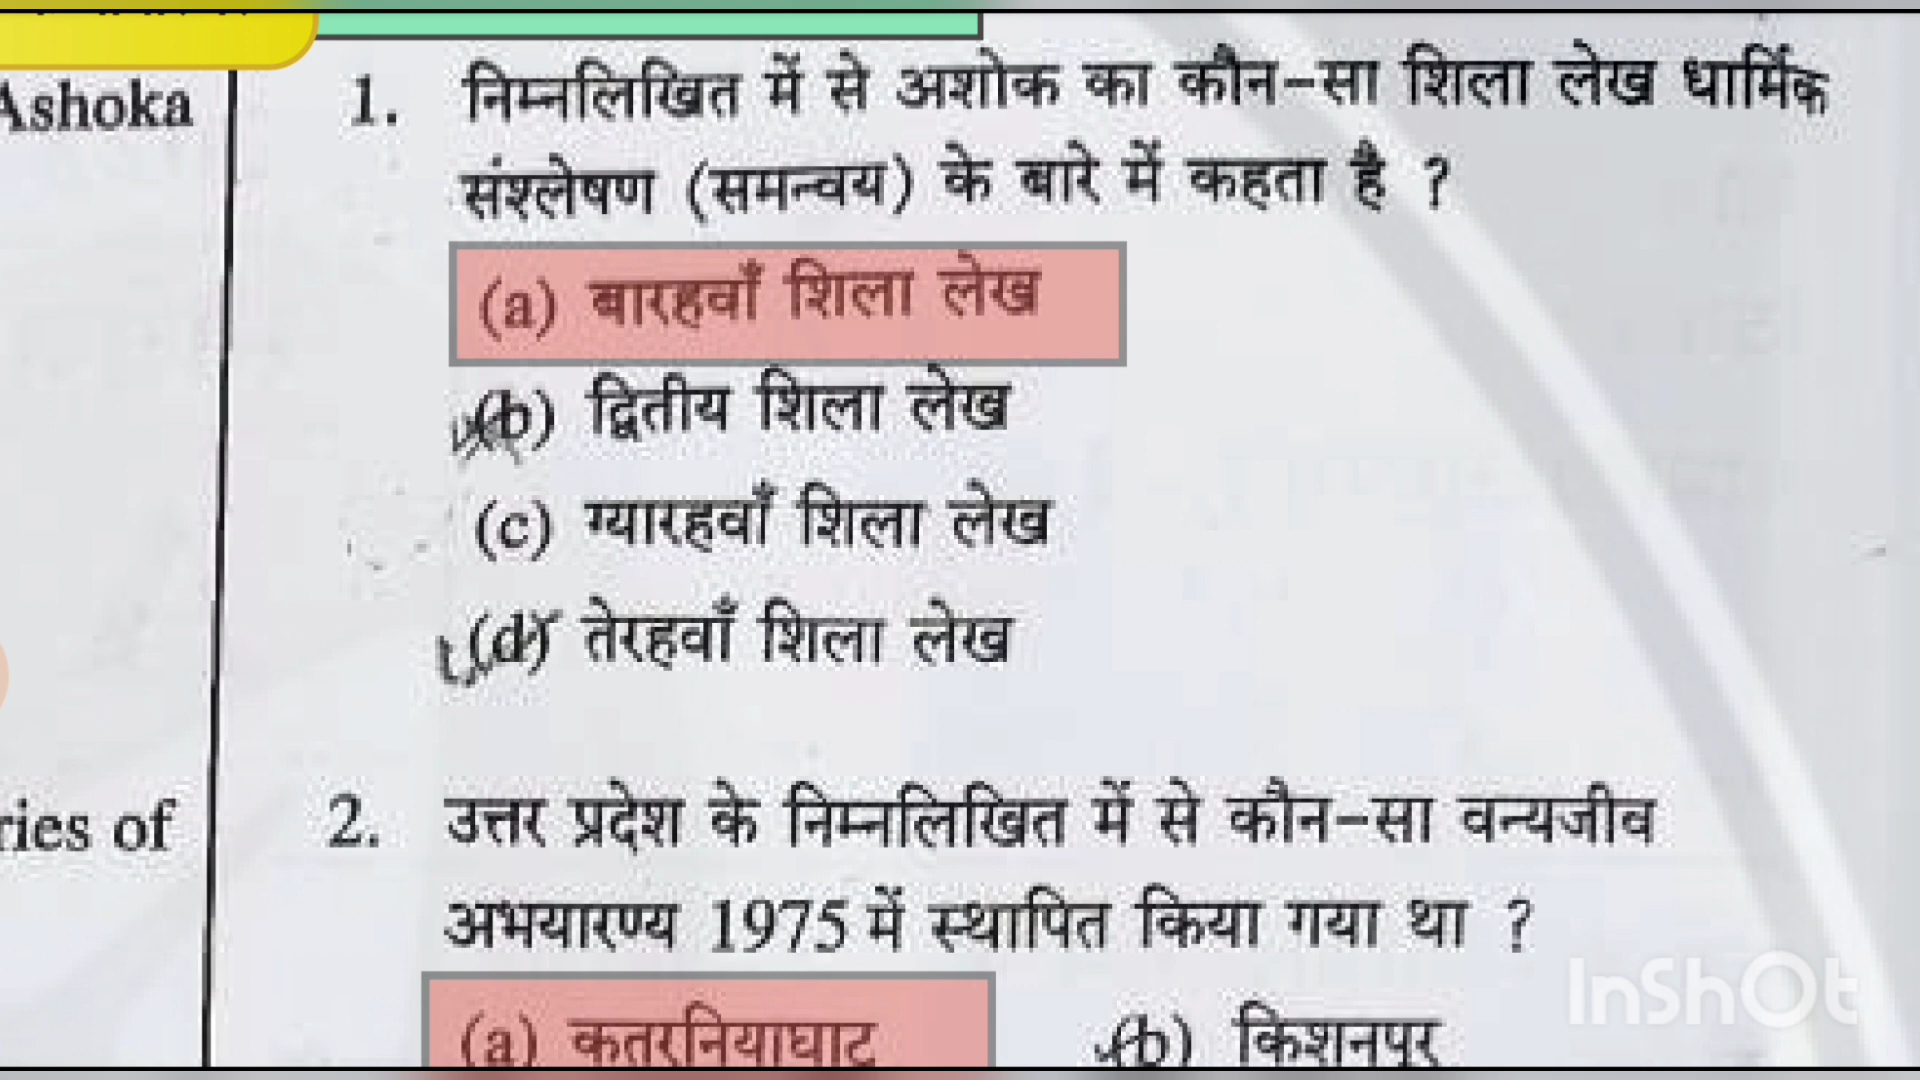 Ashoka
1. निम्नलिखित में से अशोक का कौन-सा शिला लेख धार्मिक
संश्लेषण (समन्वय) के बारे में कहता है ?
(a) बारहवाँ शिला लेख
(b) द्वितीय शिला लेख
(c) ग्यारहवाँ शिला लेख
(d) तेरहवाँ शिला लेख
ries of
2. उत्तर प्रदेश के निम्नलिखित में से कौन-सा वन्यजीव
अभयारण्य 1975 में स्थापित किया गया था ?
(a) कतरनियाघाट (b) किशनपुर
InShOt